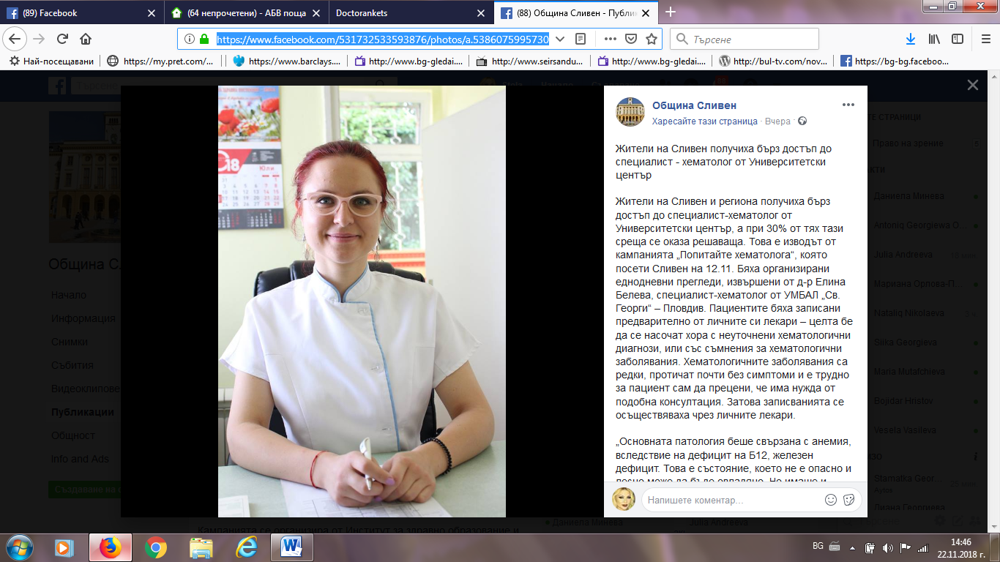 (89) Facebook
(64 непрочетени) - АБВ поща
Doctorankets
(88) Община Сливен - Публик
https://www.facebook.com/531732533593876/photos/a.5386075995730
Търсене
Най-посещавани
https://my.pret.com/...
https://www.barclays....
http://www.bg-gledai....
http://www.seirsandu...
http://www.bg-gledai....
http://bul-tv.com/nov...
https://bg-bg.faceboo...
Търсене
18
Юли
Община Сливен
Харесайте тази страница · Вчера ·
Жители на Сливен получиха бърз достъп до
специалист - хематолог от Университетски
център
Жители на Сливен и региона получиха бърз
достъп до специалист-хематолог от
Университетски център, а при 30% от тях тази
среща се оказа решаваща. Това е изводът от
кампанията „Попитайте хематолога“, която
посети Сливен на 12.11. Бяха организирани
еднодневни прегледи, извършени от д-р Елина
Белева, специалист-хематолог от УМБАЛ „Св.
Георги“ – Пловдив. Пациентите бяха записани
предварително от личните си лекари – целта бе
да се насочат хора с неуточнени хематологични
диагнози, или със съмнения за хематологични
заболявания. Хематологичните заболявания са
редки, протичат почти без симптоми и е трудно
за пациент сам да прецени, че има нужда от
подобна консултация. Затова записванията се
осъществяваха чрез личните лекари.
„Основната патология беше свързана с анемия,
вследствие на дефицит на Б12, железен
дефицит. Това е състояние, което не е опасно и
Напишете коментар...
Община Сл
Начало
Информация
Снимки
Събития
Видеоклипове
Публикации
Общност
Info and Ads
Създаване на
Кампанията се организира от Институт за здравно образование и
Даниела Минева
Julia Andreeva
СТРАНИЦИ
Право на зрение
Даниела Минева
Antoniq Georgiewa O...
Julia Andreeva
Мариана Орлова-П...
Nataliq Nikolaeva
Silka Georgieva
Maria Mutafchieva
Bojidar Hristov
Vesela Vasileva
Stamatka Geor...
Aytos
25 мин
Диана Георгиева
BG
14:46
22.11.2018 г.